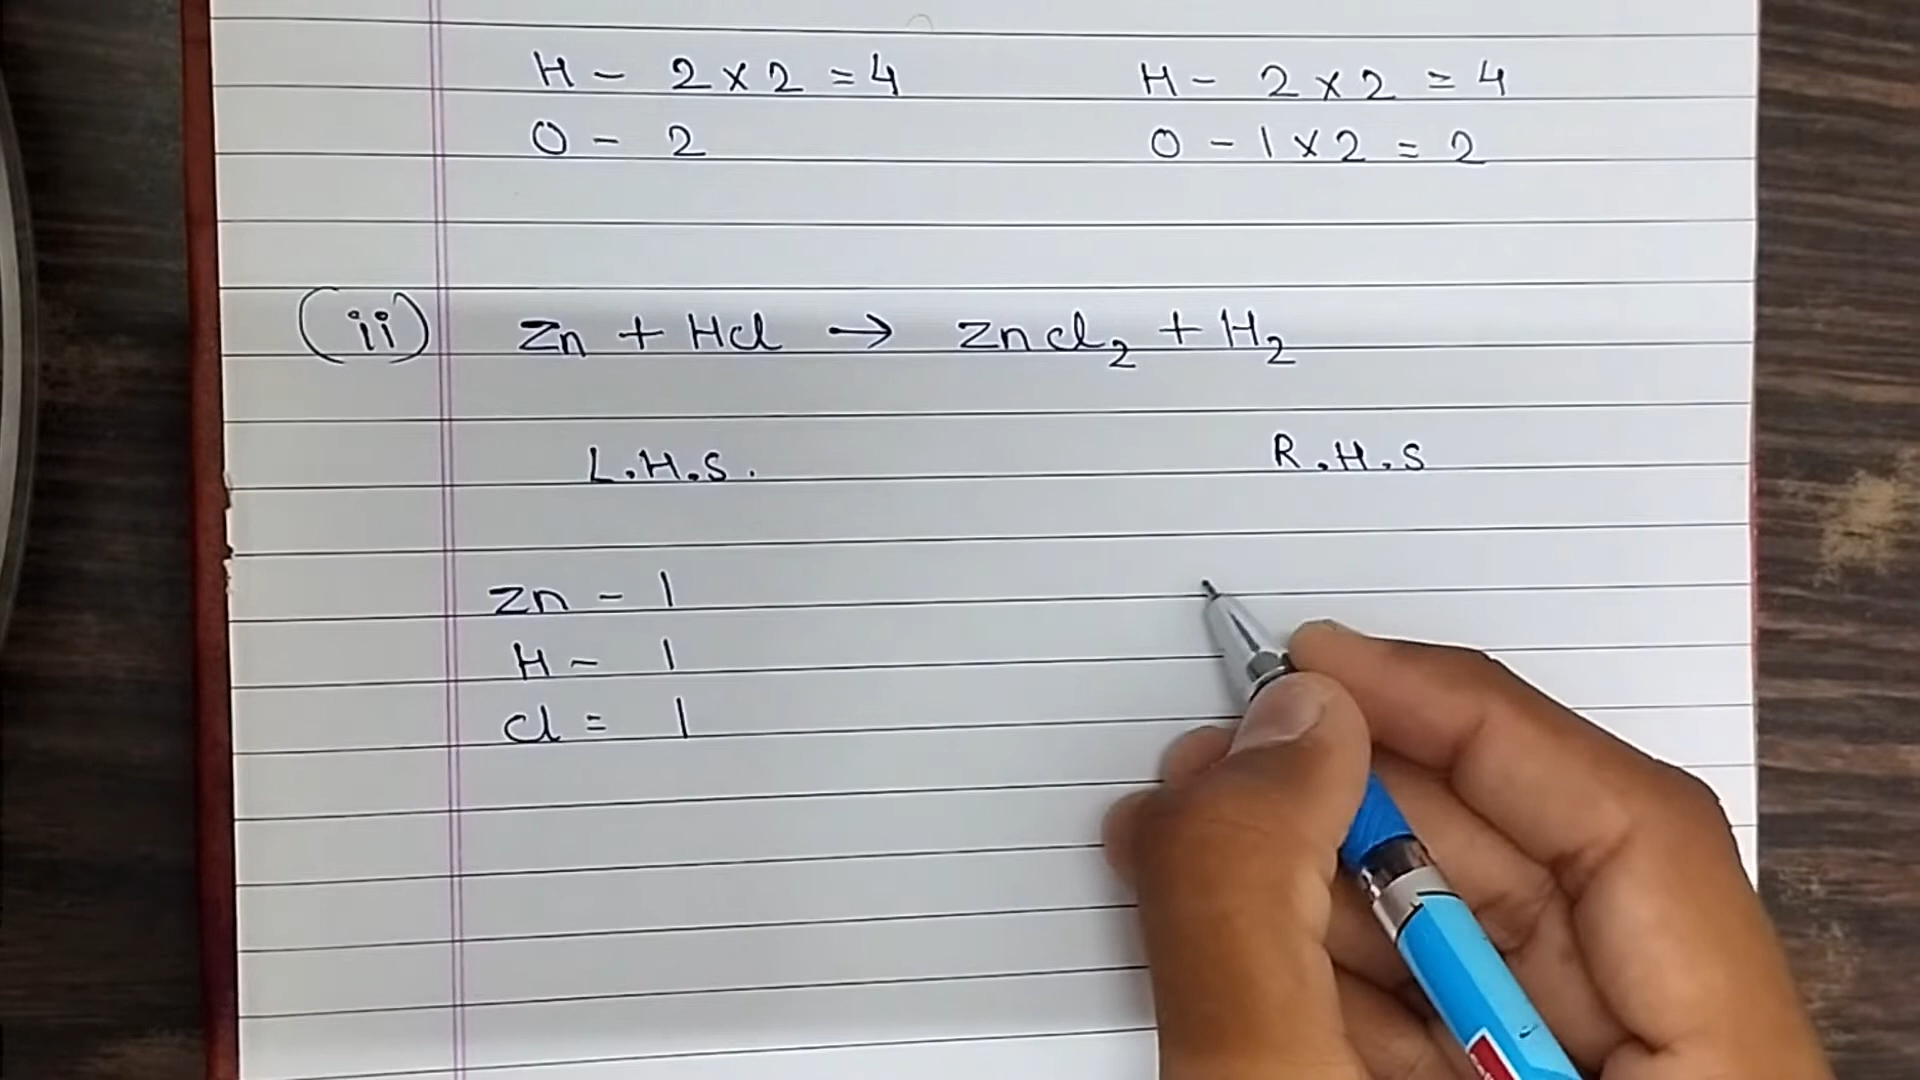 H - 2 × 2 = 4 H - 2 × 2 = 4
O - 2 O - 1 × 2 = 2
(ii) Zn + HCl → ZnCl₂ + H₂
L.H.S. R.H.S
Zn - 1
H - 1
Cl = 1